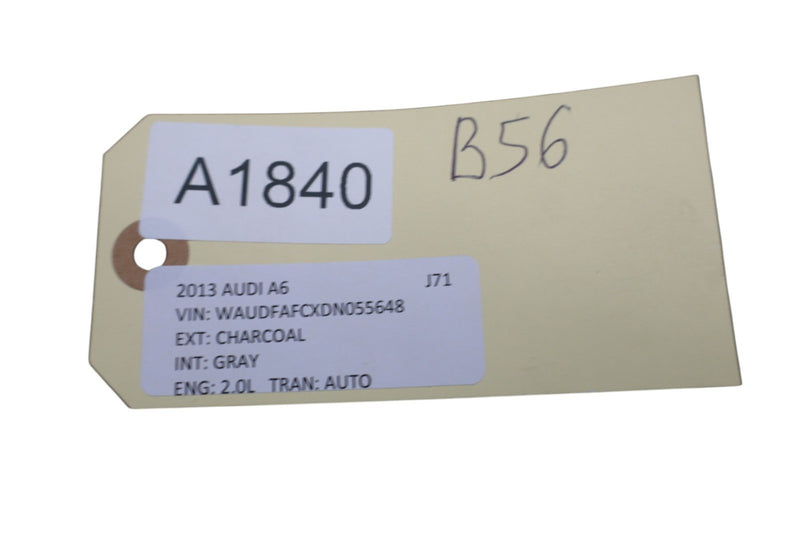 A1840
B56
2013 AUDI A6 J71
VIN: WAUDFAFCXDN055648
EXT: CHARCOAL
INT: GRAY
ENG: 2.0L TRAN: AUTO